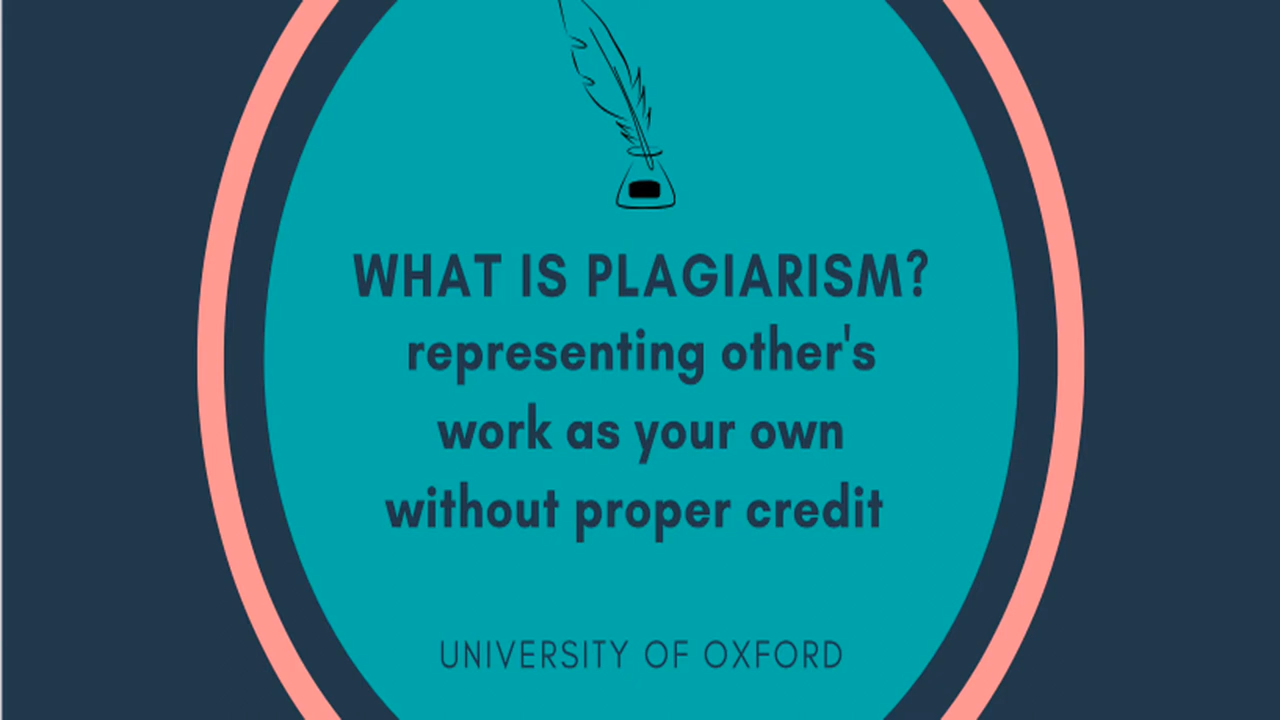 WHAT IS PLAGIARISM?
representing other's
work as your own
without proper credit
UNIVERSITY OF OXFORD